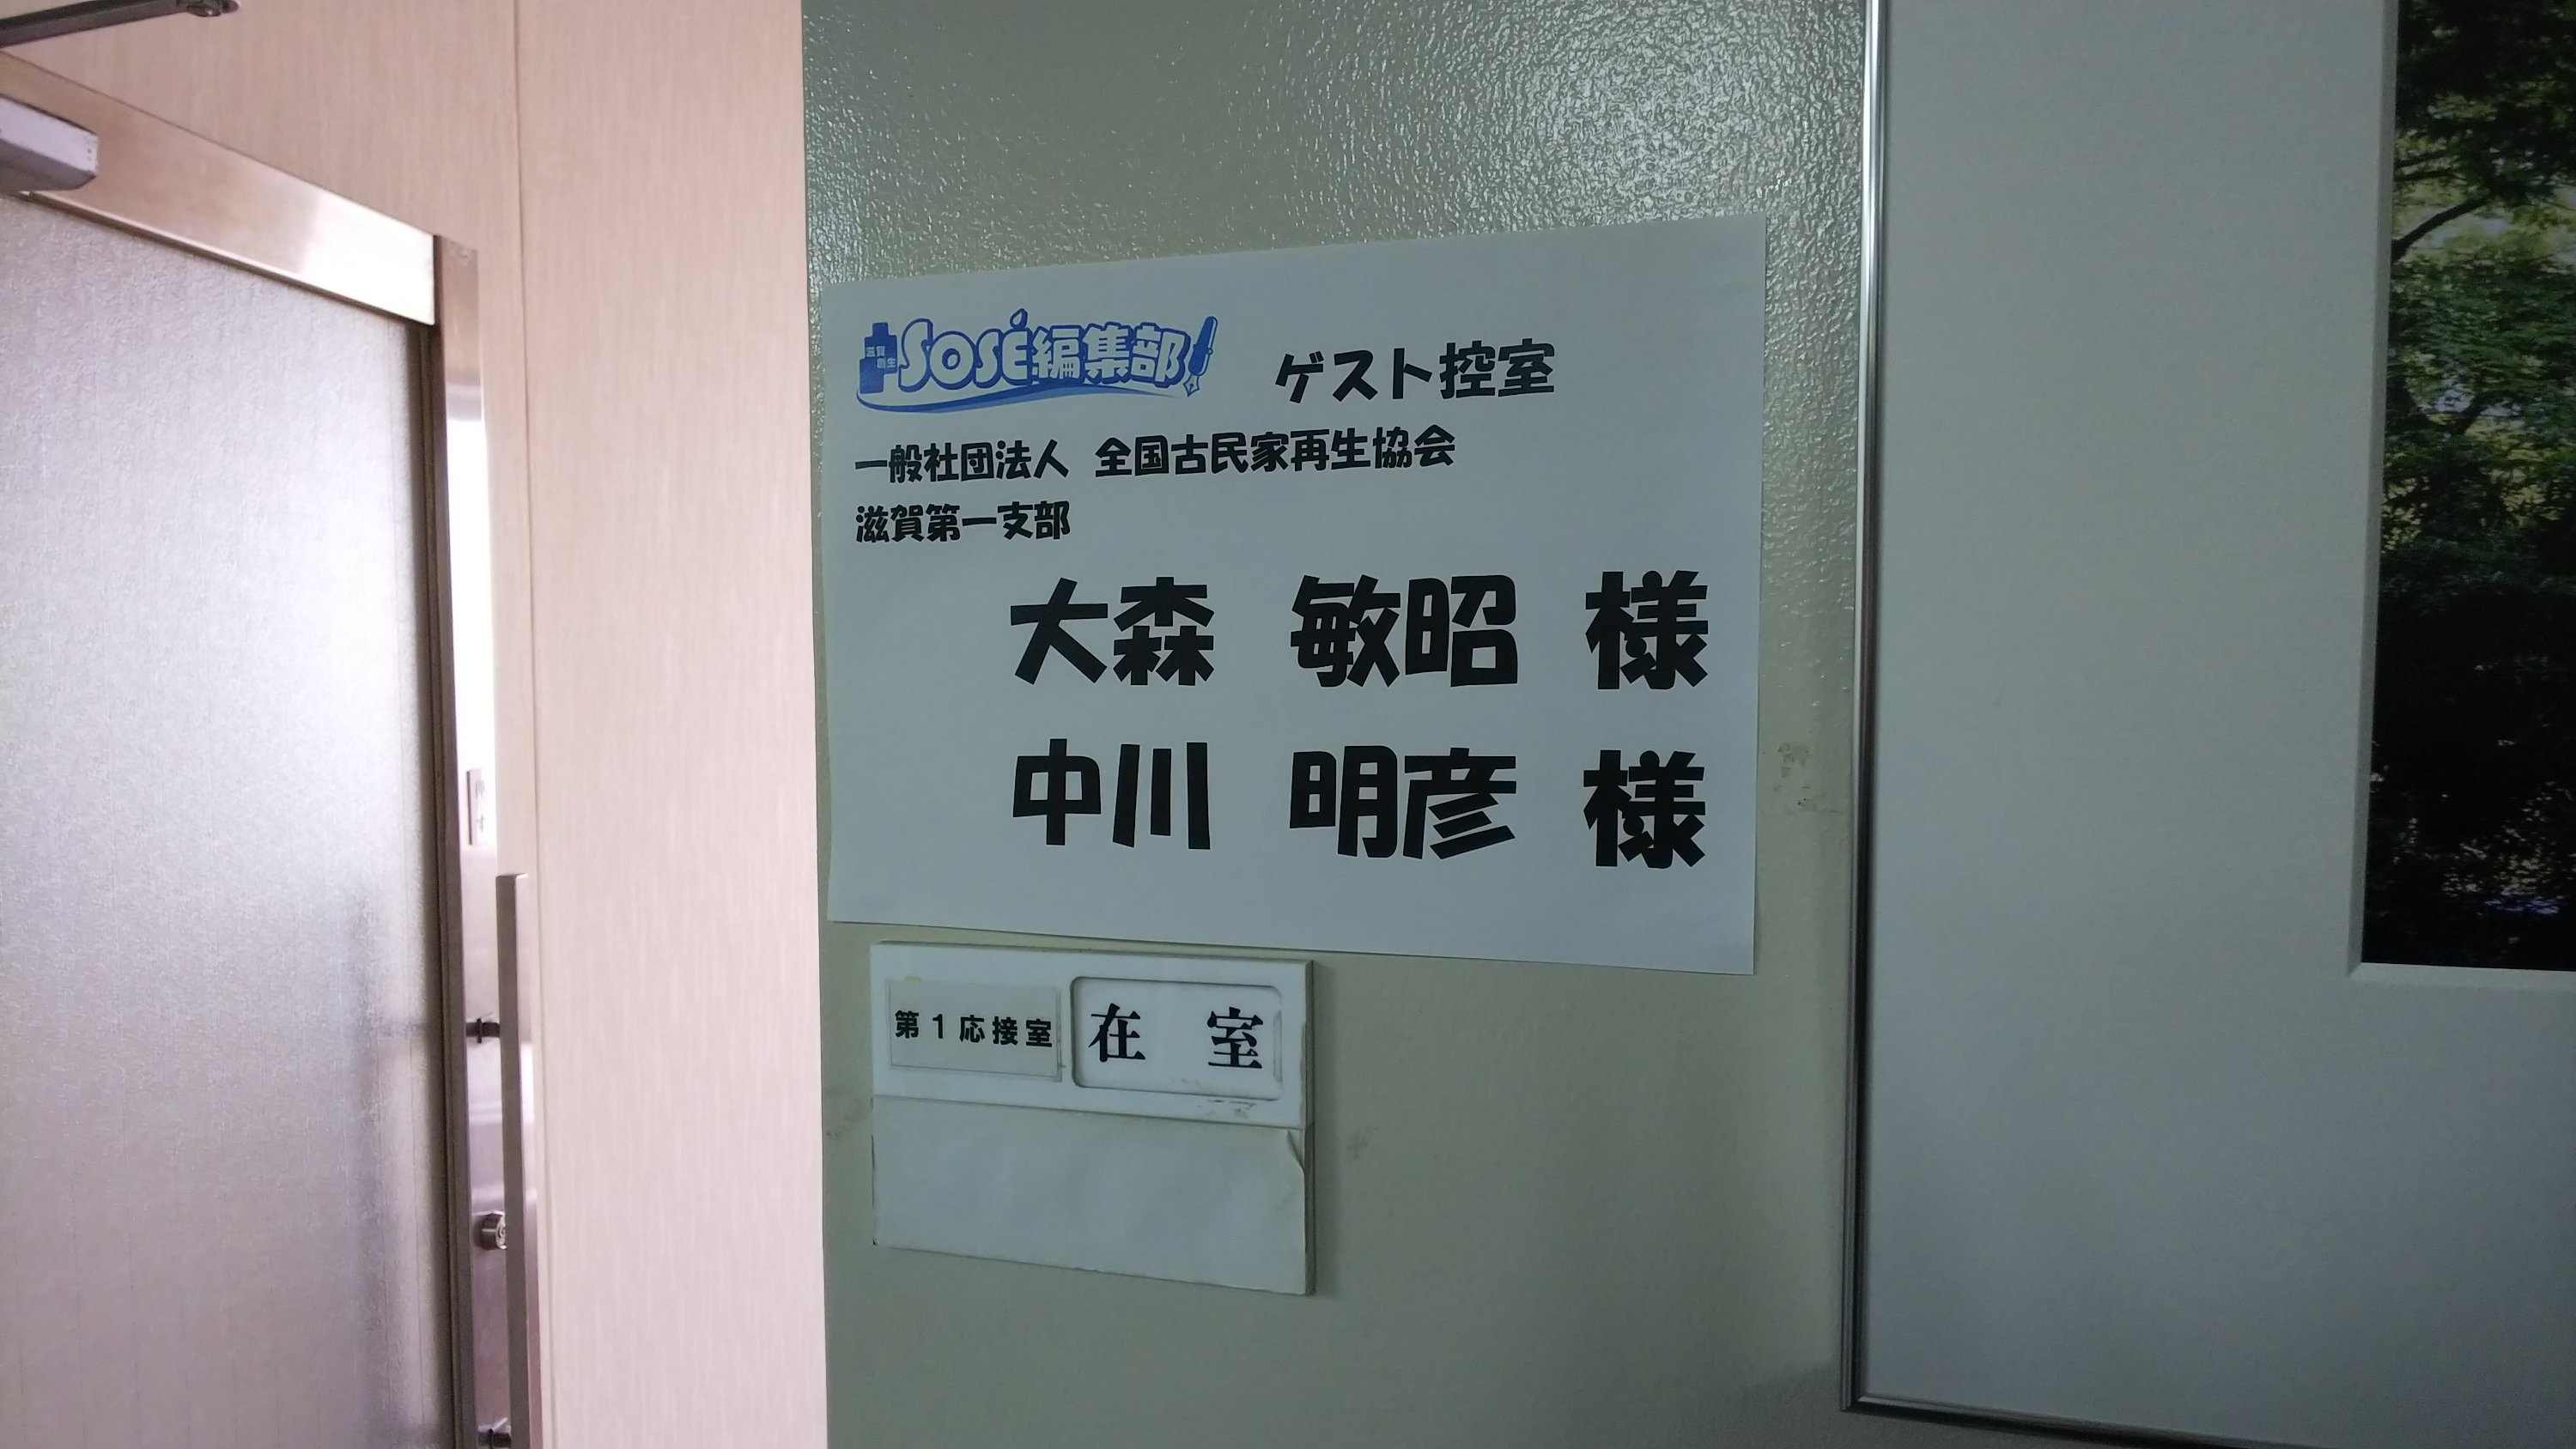 滋賀創生 SOSÉ編集部 ゲスト控室
一般社団法人 全国古民家再生協会
滋賀第一支部
大森 敏昭 様
中川 明彦 様
第1応接室 在室